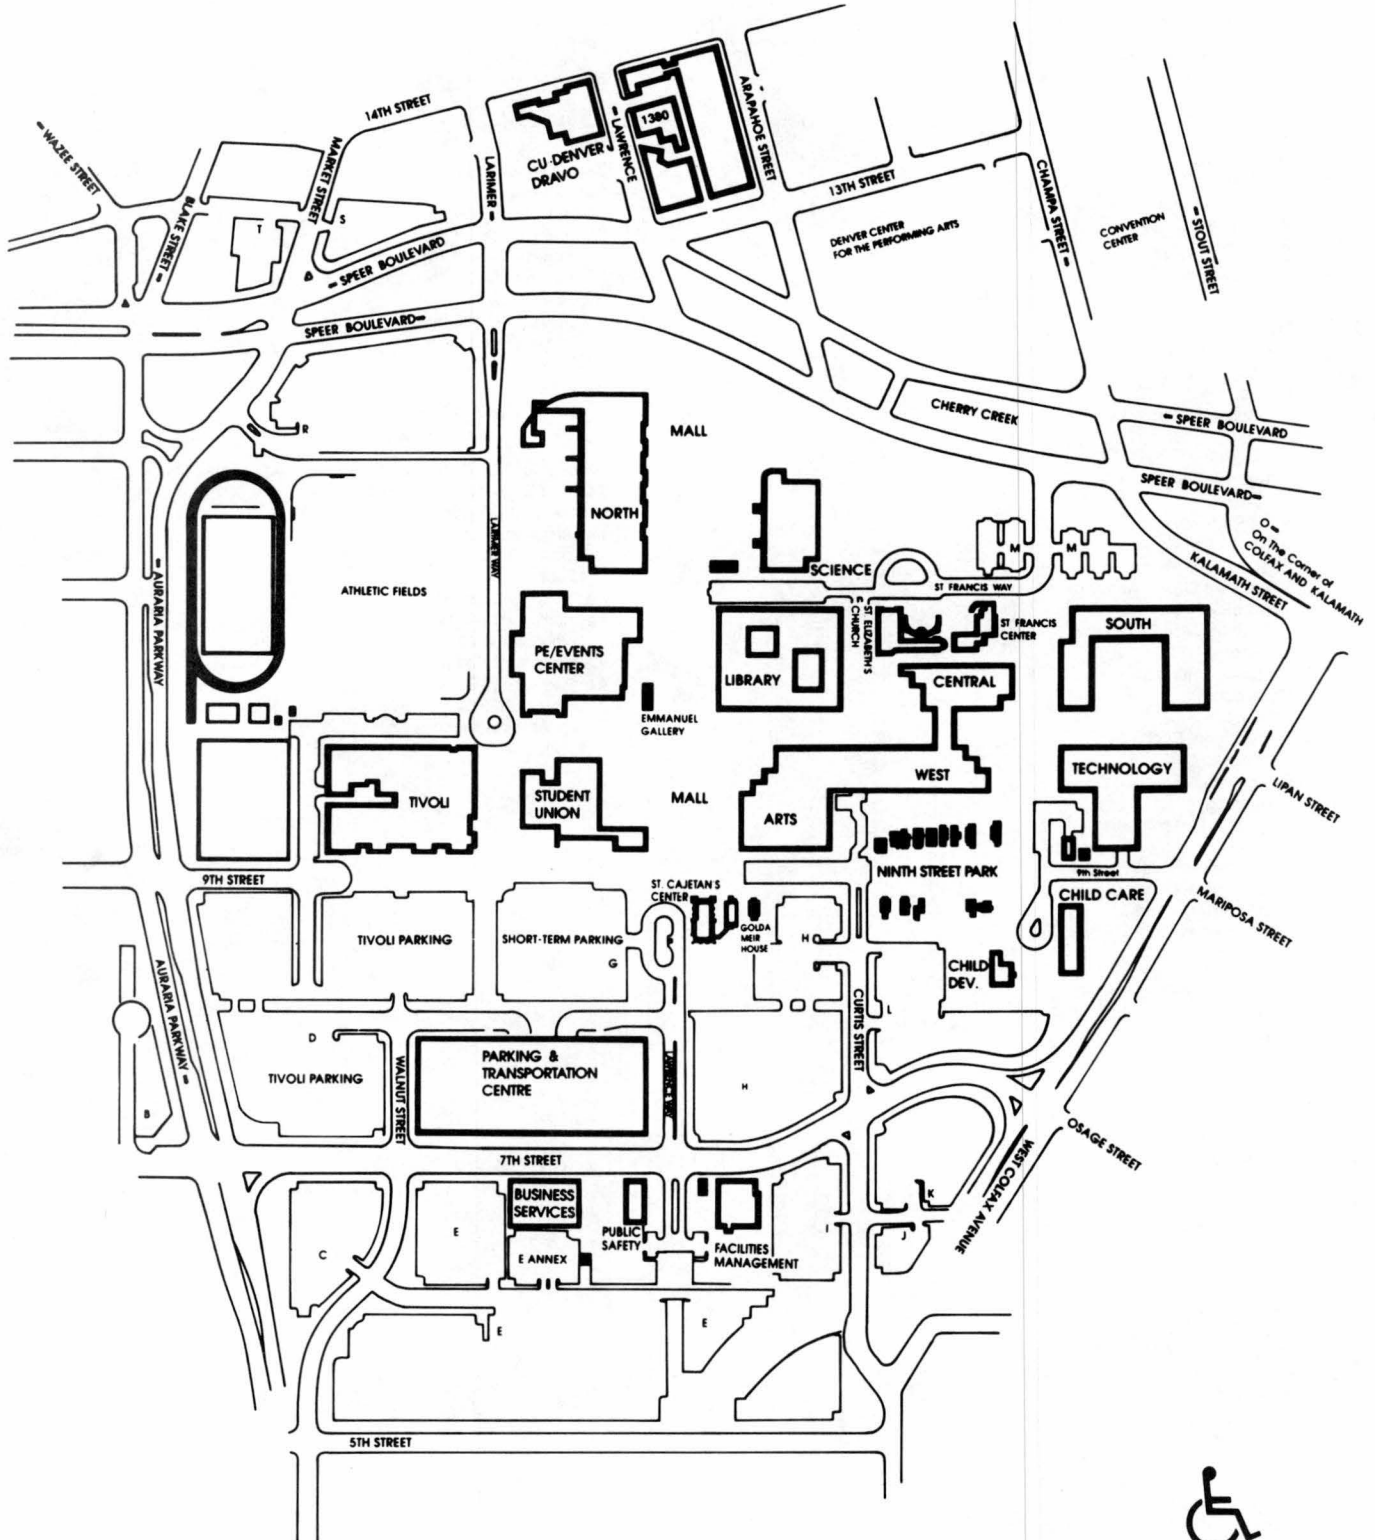 14TH STREET
WAZEE STREET
MARKET STREET
BLAKE STREET
T
S
LARIMER
SPEER BOULEVARD
SPEER BOULEVARD
CU-DENVER
DRAVO
LAWRENCE
1380
ARAPAHOE STREET
13TH STREET
DENVER CENTER
FOR THE PERFORMING ARTS
CHAMPA STREET
CONVENTION
CENTER
STOUT STREET
CHERRY CREEK
SPEER BOULEVARD
SPEER BOULEVARD
R
MALL
NORTH
LARIMER WAY
ATHLETIC FIELDS
AURARIA PARKWAY
SCIENCE
M
M
ST FRANCIS WAY
O
On The Corner of
COLFAX AND KALAMATH
KALAMATH STREET
PE/EVENTS
CENTER
LIBRARY
ST ELIZABETH'S
CHURCH
ST FRANCIS
CENTER
SOUTH
CENTRAL
EMMANUEL
GALLERY
TIVOLI
STUDENT
UNION
MALL
WEST
ARTS
TECHNOLOGY
LIPAN STREET
9TH STREET
NINTH STREET PARK
9th Street
CHILD CARE
MARIPOSA STREET
ST. CAJETAN'S
CENTER
GOLDA
MEIR
HOUSE
TIVOLI PARKING
SHORT-TERM PARKING
G
H
CHILD
DEV.
L
AURARIA PARKWAY
D
TIVOLI PARKING
B
WALNUT STREET
PARKING &
TRANSPORTATION
CENTRE
LAWRENCE WAY
H
CURTIS STREET
OSAGE STREET
WEST COLFAX AVENUE
7TH STREET
BUSINESS
SERVICES
PUBLIC
SAFETY
FACILITIES
MANAGEMENT
C
E
E ANNEX
I
J
K
E
E
5TH STREET